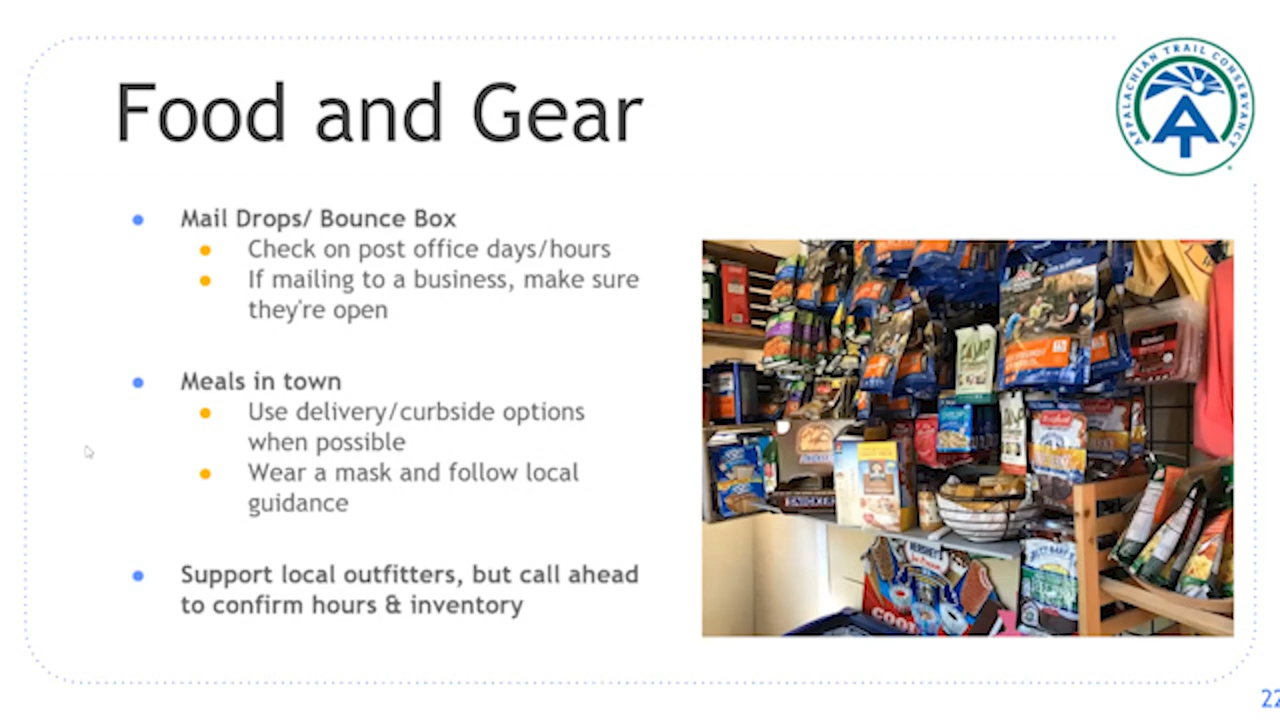 APPALACHIAN TRAIL CONSERVANCY
Food and Gear
Mail Drops/ Bounce Box
Check on post office days/hours
If mailing to a business, make sure
they're open
Meals in town
Use delivery/curbside options
when possible
Wear a mask and follow local
guidance
Support local outfitters, but call ahead
to confirm hours & inventory
HERSHEY'S
22